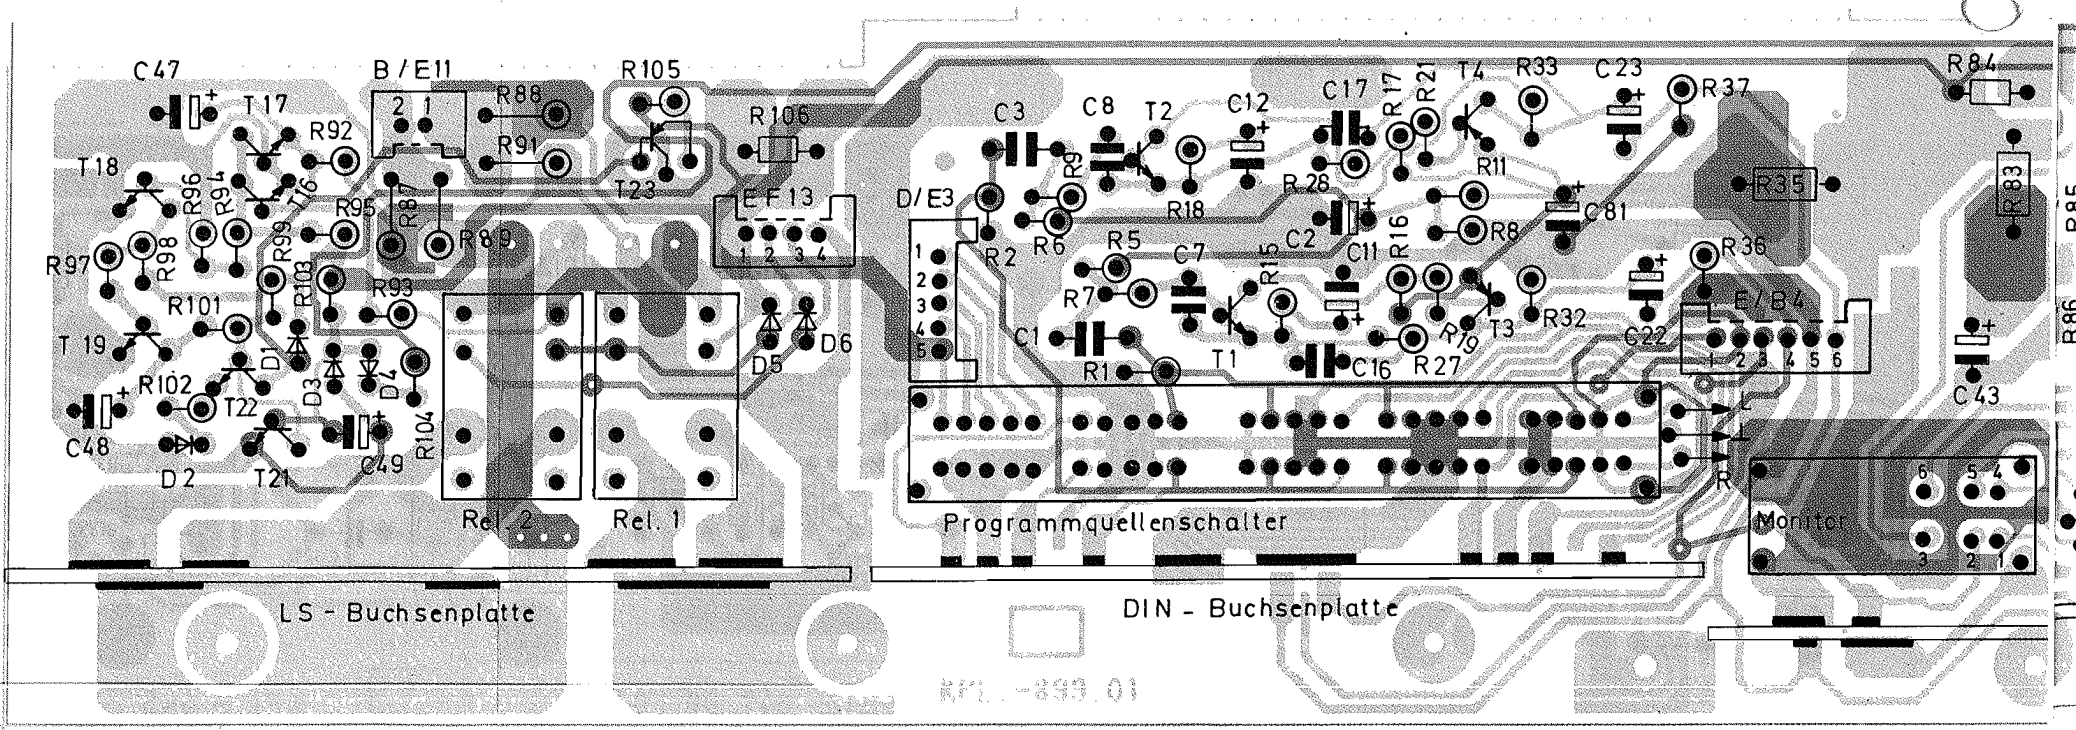 C47
B/E11
R105
T17
R88
2 1
R92
R91
R106
T18
R96
R94
T16
T23
R95
R87
EF13
R97
R98
R99
R89
1 2 3 4
R103
R101
R93
T19
D1
D3
D4
D5
D6
R102
T22
C48
D2
T21
C49
R104
Rel. 2
Rel. 1
LS - Buchsenplatte
C3
C8
T2
C12
C17
R17
R21
T4
R33
C23
R37
R84
R9
R11
D/E3
R18
R28
R35
R83
R85
R6
R2
C2
R16
R8
C81
R5
C7
R15
C11
R36
1
2
3
4
5
R7
C1
T1
R1
C16
R27
R19
T3
R32
C22
E/B4
1 2 3 4 5 6
R86
C43
L
L
R
6 5 4
Programmquellenschalter
Monitor
3 2 1
DIN - Buchsenplatte